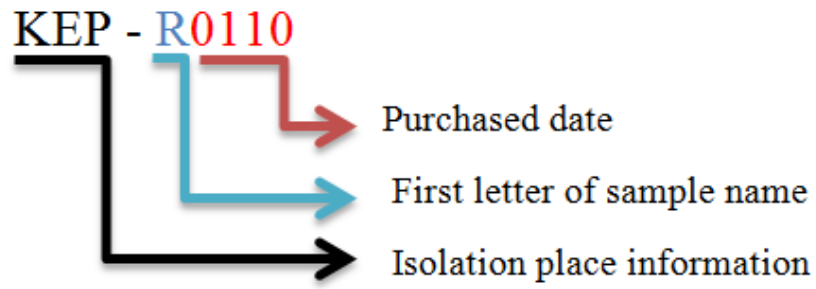 KEP - R0110
Purchased date
First letter of sample name
Isolation place information